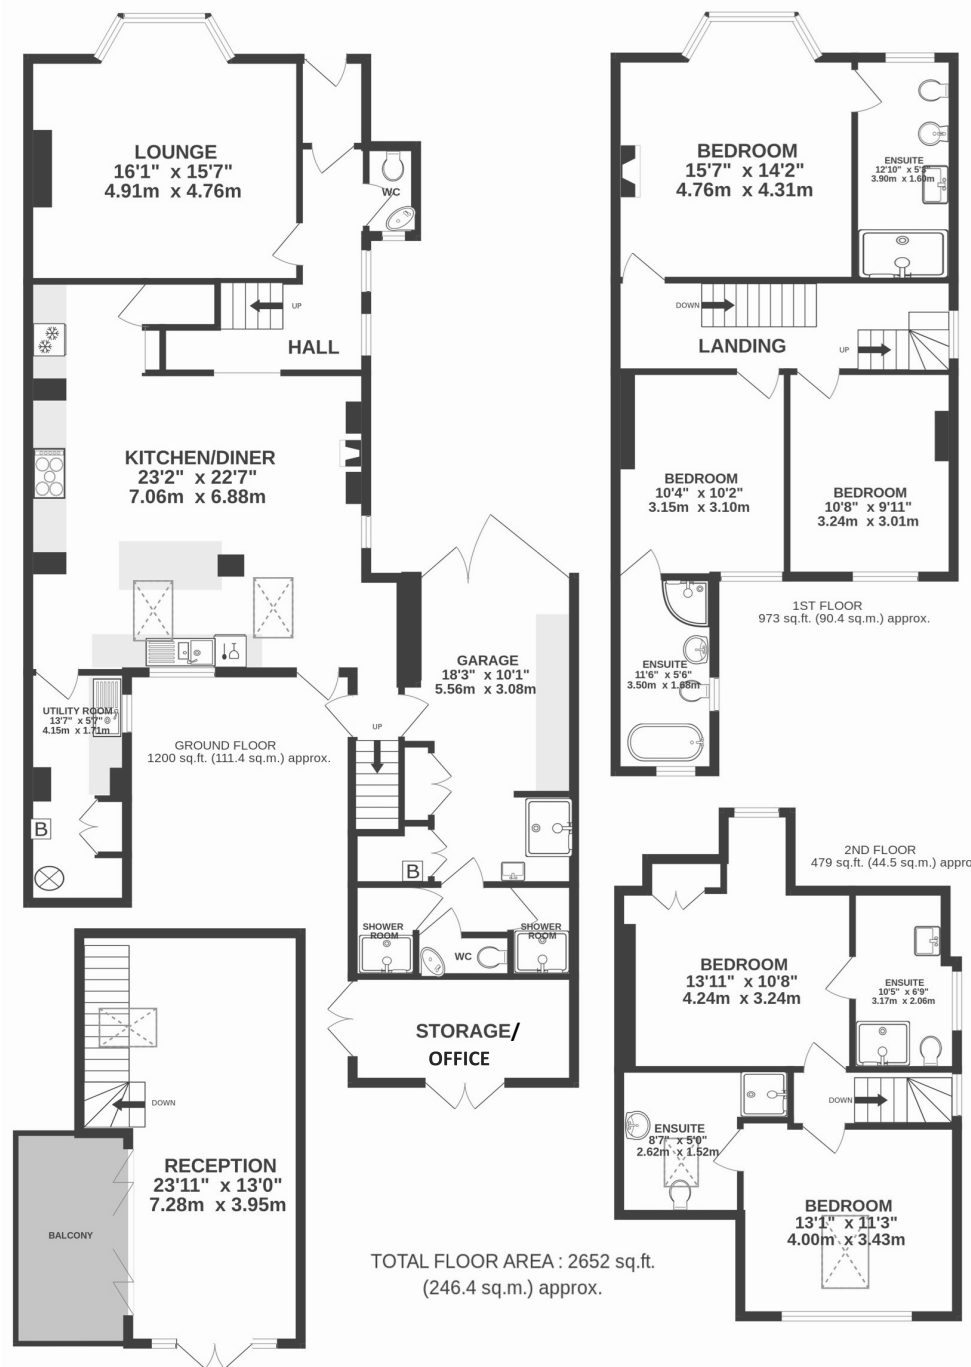 LOUNGE
16'1" x 15'7"
4.91m x 4.76m
WC
UP
HALL
KITCHEN/DINER
23'2" x 22'7"
7.06m x 6.88m
UTILITY ROOM
13'7" x 5'7"
4.15m x 1.71m
B
GROUND FLOOR
1200 sq.ft. (111.4 sq.m.) approx.
GARAGE
18'3" x 10'1"
5.56m x 3.08m
UP
B
SHOWER
ROOM
SHOWER
ROOM
WC
STORAGE/
OFFICE
DOWN
RECEPTION
23'11" x 13'0"
7.28m x 3.95m
BALCONY
BEDROOM
15'7" x 14'2"
4.76m x 4.31m
ENSUITE
12'10" x 5'3"
3.90m x 1.60m
DOWN
LANDING
UP
BEDROOM
10'4" x 10'2"
3.15m x 3.10m
BEDROOM
10'8" x 9'11"
3.24m x 3.01m
1ST FLOOR
973 sq.ft. (90.4 sq.m.) approx.
ENSUITE
11'6" x 5'6"
3.50m x 1.68m
2ND FLOOR
479 sq.ft. (44.5 sq.m.) appro
BEDROOM
13'11" x 10'8"
4.24m x 3.24m
ENSUITE
10'5" x 6'9"
3.17m x 2.06m
DOWN
ENSUITE
8'7" x 5'0"
2.62m x 1.52m
BEDROOM
13'1" x 11'3"
4.00m x 3.43m
TOTAL FLOOR AREA : 2652 sq.ft.
(246.4 sq.m.) approx.